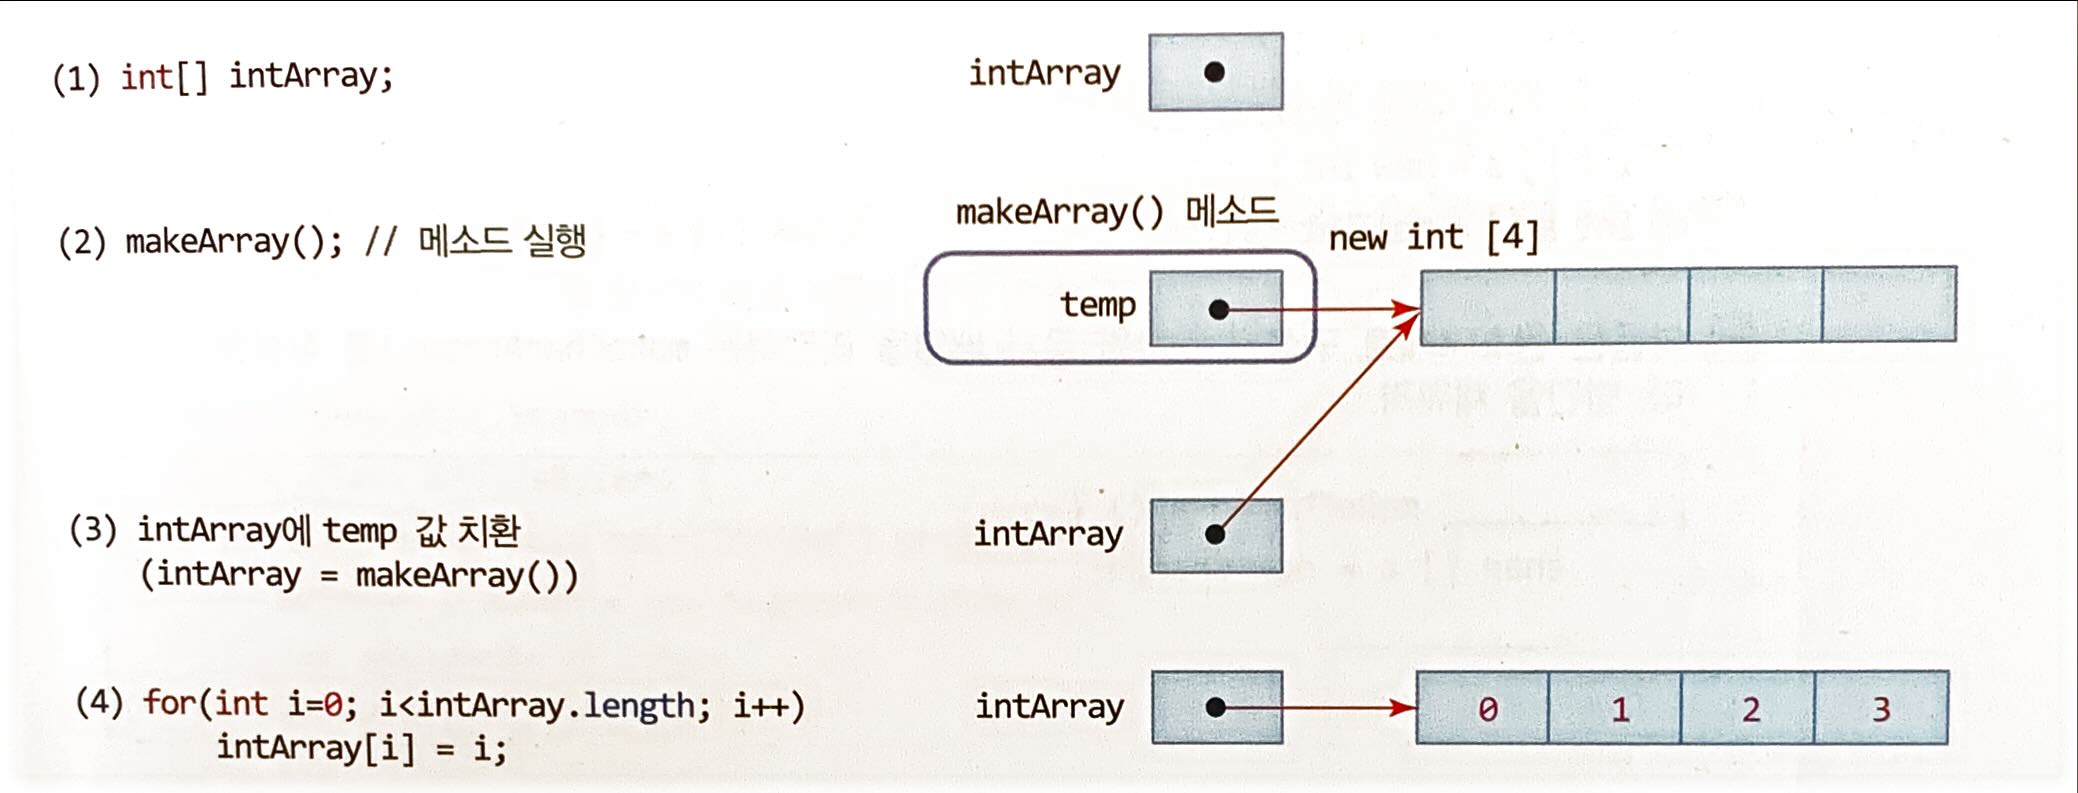 (1) int[] intArray;
intArray
(2) makeArray(); // 메소드 실행
makeArray() 메소드
new int [4]
temp
(3) intArray에 temp 값 치환
(intArray = makeArray())
intArray
(4) for(int i=0; i<intArray.length; i++)
intArray[i] = i;
intArray
0 1 2 3